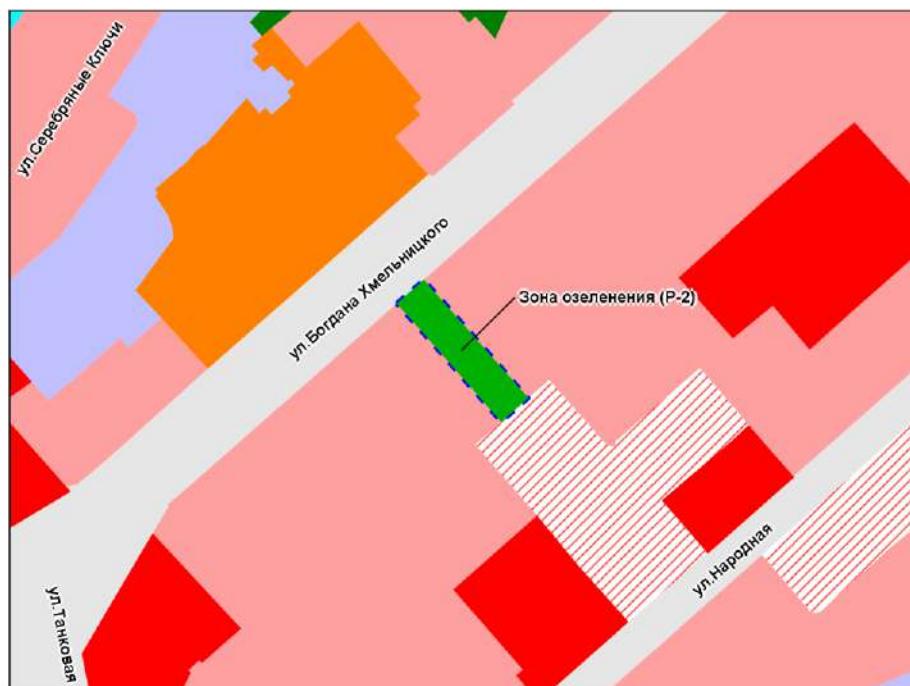 ул.Серебряные Ключи
ул.Богдана Хмельницкого
Зона озеленения (Р-2)
ул.Народная
ул.Танковая